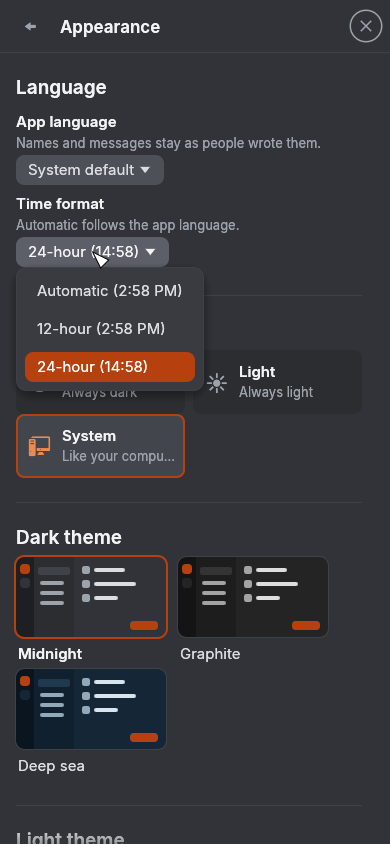 Appearance
Language
App language
Names and messages stay as people wrote them.
System default
Time format
Automatic follows the app language.
24-hour (14:58)
Automatic (2:58 PM)
12-hour (2:58 PM)
24-hour (14:58)
Always dark
Light
Always light
System
Like your compu...
Dark theme
Midnight
Graphite
Deep sea
Light theme